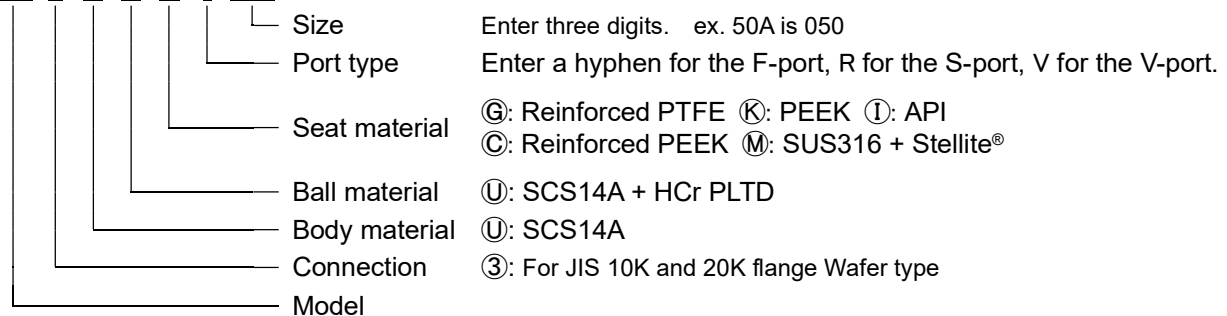 Size Enter three digits. ex. 50A is 050
Port type Enter a hyphen for the F-port, R for the S-port, V for the V-port.
Seat material Ⓖ: Reinforced PTFE Ⓚ: PEEK Ⓘ: API
Ⓒ: Reinforced PEEK Ⓜ: SUS316 + Stellite®
Ball material Ⓤ: SCS14A + HCr PLTD
Body material Ⓤ: SCS14A
Connection ③: For JIS 10K and 20K flange Wafer type
Model